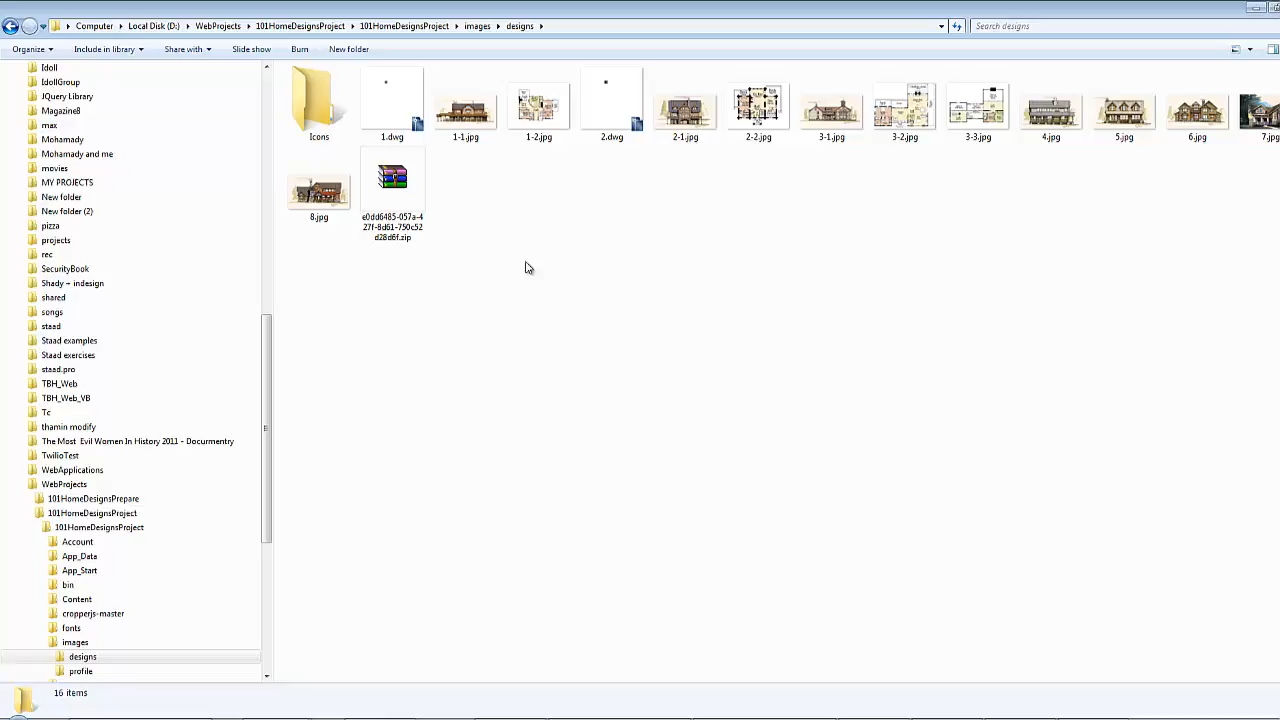 Computer Local Disk (D:) WebProjects 101HomeDesignsProject 101HomeDesignsProject images designs Search designs
Organize Include in library Share with Slide show Burn New folder
Idoll
IdollGroup
JQuery Library
Magazine8
max
Mohamady
Mohamady and me
movies
MY PROJECTS
New folder
New folder (2)
pizza
projects
rec
SecurityBook
Shady + indesign
shared
songs
staad
Staad examples
Staad exercises
staad.pro
TBH_Web
TBH_Web_VB
Tc
thamin modify
The Most Evil Women In History 2011 - Documentry
TwilioTest
WebApplications
WebProjects
101HomeDesignsPrepare
101HomeDesignsProject
101HomeDesignsProject
Account
App_Data
App_Start
bin
Content
cropperjs-master
fonts
images
designs
profile
Icons 1.dwg 1-1.jpg 1-2.jpg 2.dwg 2-1.jpg 2-2.jpg 3-1.jpg 3-2.jpg 3-3.jpg 4.jpg 5.jpg 6.jpg 7.jpg
8.jpg e0dd6485-057a-4
27f-8d61-750c52
d28d6f.zip
16 items